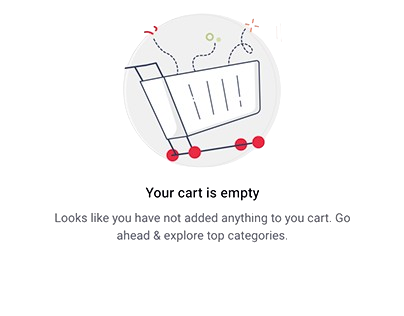 Your cart is empty
Looks like you have not added anything to you cart. Go
ahead & explore top categories.